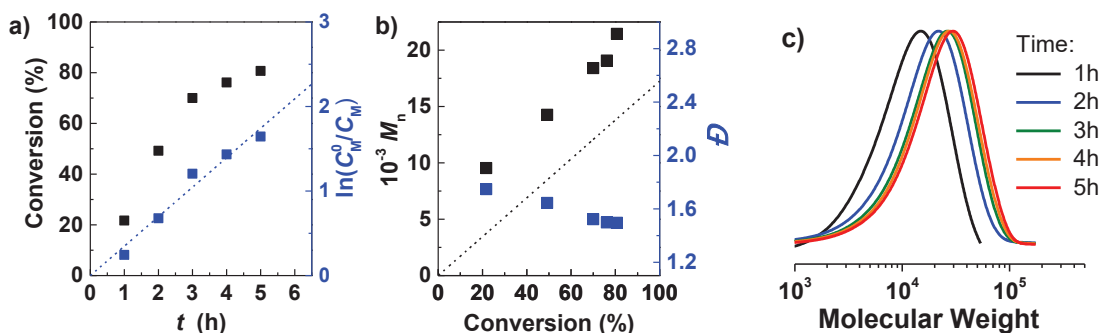 a)
Conversion (%)
100
80
60
40
20
0
0 1 2 3 4 5 6
t (h)
3
2
1
0
ln(C⁰M/CM)
b)
10⁻³ Mn
20
15
10
5
0
0 20 40 60 80 100
Conversion (%)
2.8
2.4
2.0
1.6
1.2
Đ
c)
Time:
1h
2h
3h
4h
5h
10³ 10⁴ 10⁵
Molecular Weight